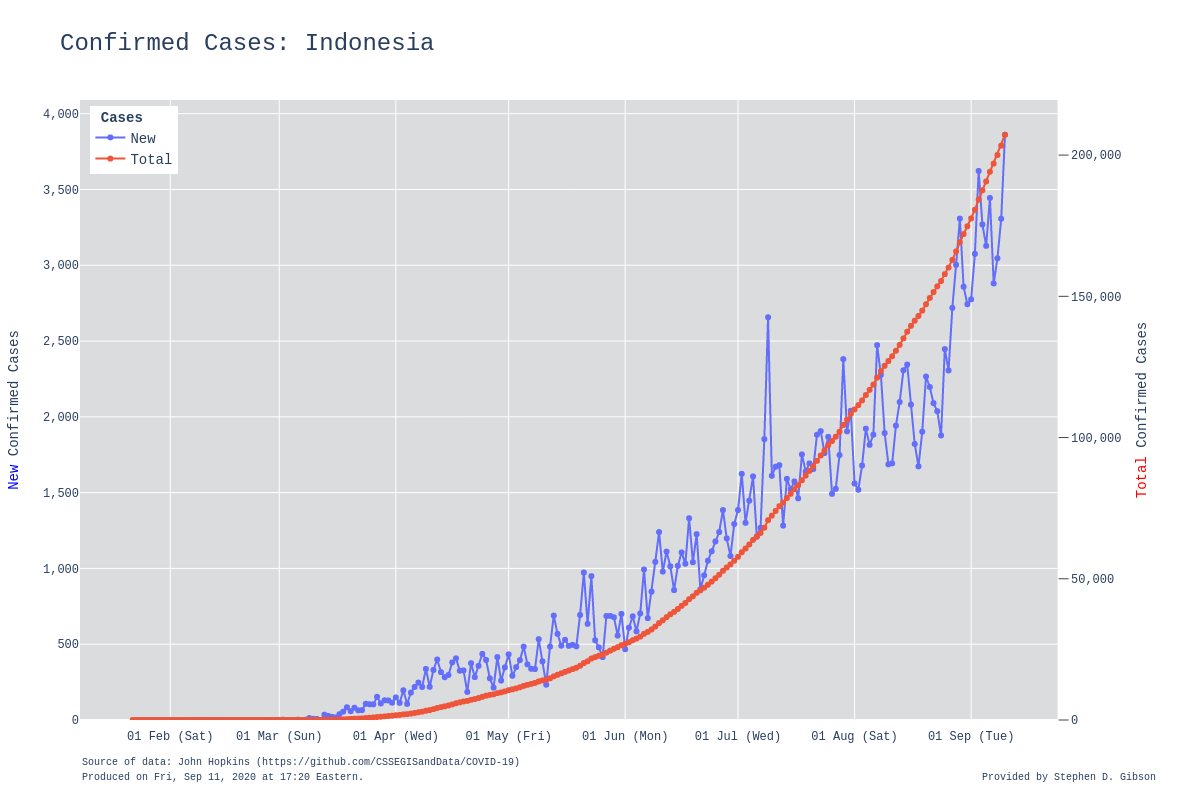 Confirmed Cases: Indonesia
Cases
New
Total
4,000
3,500
3,000
2,500
2,000
1,500
1,000
500
0
New Confirmed Cases
200,000
150,000
100,000
50,000
0
Total Confirmed Cases
01 Feb (Sat) 01 Mar (Sun) 01 Apr (Wed) 01 May (Fri) 01 Jun (Mon) 01 Jul (Wed) 01 Aug (Sat) 01 Sep (Tue)
Source of data: John Hopkins (https://github.com/CSSEGISandData/COVID-19)
Produced on Fri, Sep 11, 2020 at 17:20 Eastern.
Provided by Stephen D. Gibson